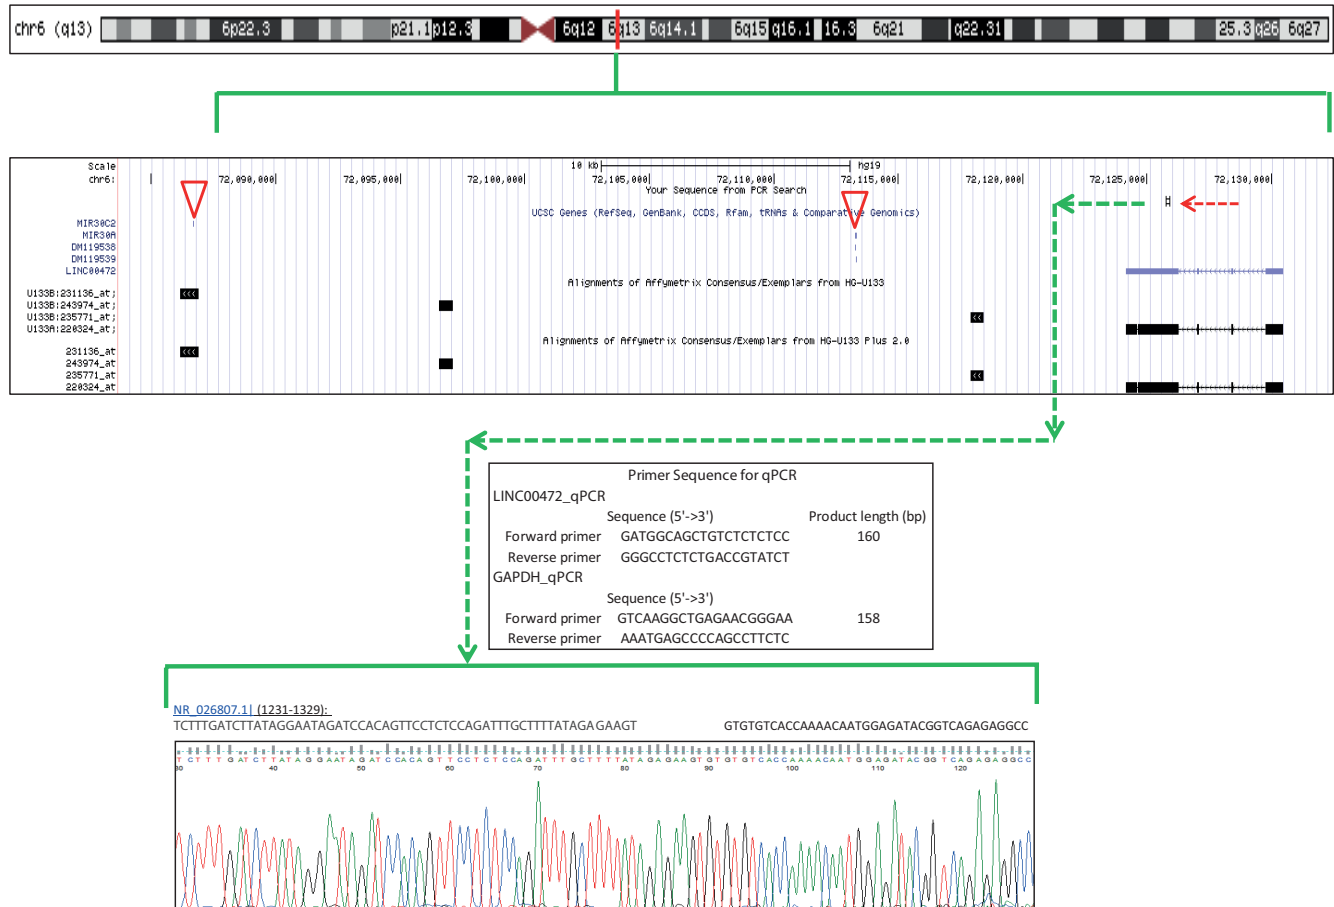 chr6 (q13) 6p22.3 p21.1 p12.3 6q12 6q13 6q14.1 6q15 q16.1 16.3 6q21 q22.31 25.3 q26 6q27
Scale 10 kb hg19
chr6: 72,090,000 72,095,000 72,100,000 72,105,000 72,110,000 72,115,000 72,120,000 72,125,000 72,130,000
Your Sequence from PCR Search
UCSC Genes (RefSeq, GenBank, CCDS, Rfam, tRNAs & Comparative Genomics)
MIR30C2
MIR30A
DM119538
DM119539
LINC00472
Alignments of Affymetrix Consensus/Exemplars from HG-U133
U133B:231136_at;
U133B:243974_at;
U133B:235771_at;
U133A:220324_at;
Alignments of Affymetrix Consensus/Exemplars from HG-U133 Plus 2.0
231136_at
243974_at
235771_at
220324_at
Primer Sequence for qPCR
LINC00472_qPCR
Sequence (5'->3') Product length (bp)
Forward primer GATGGCAGCTGTCTCTCTCC 160
Reverse primer GGGCCTCTCTGACCGTATCT
GAPDH_qPCR
Sequence (5'->3')
Forward primer GTCAAGGCTGAGAACGGGAA 158
Reverse primer AAATGAGCCCCAGCCTTCTC
NR_026807.1| (1231-1329):
TCTTTGATCTTATAGGAATAGATCCACAGTTCCTCTCCAGATTTGCTTTTATAGAGAAGT GTGTGTCACCAAAACAATGGAGATACGGTCAGAGAGGCC
TCTTTGATCTTATAGGAATAGATCCACAGTTCCTCTCCAGATTTGCTTTTATAGAGAAGTGTGTGTCACCAAAACAATGGAGATACGGTCAGAGAGGCC
30 40 50 60 70 80 90 100 110 120